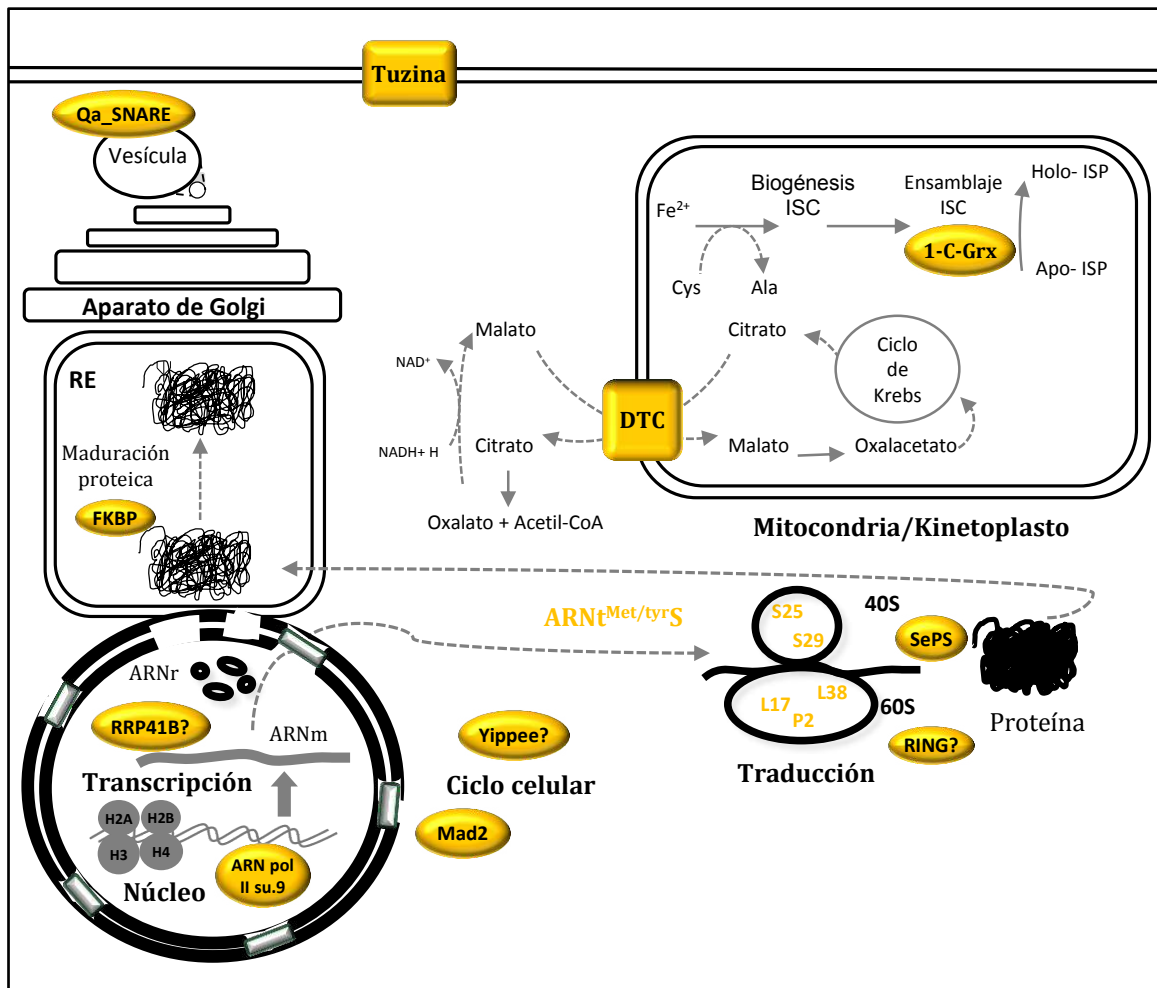 Tuzina
Qa_SNARE
Vesícula
Aparato de Golgi
RE
Maduración
proteica
FKBP
Biogénesis
ISC
Ensamblaje
ISC
Holo- ISP
Fe²⁺
1-C-Grx
Apo- ISP
Cys
Ala
Malato
Citrato
NAD⁺
Ciclo
de
Krebs
DTC
NADH+ H
Citrato
Malato
Oxalacetato
Oxalato + Acetil-CoA
Mitocondria/Kinetoplasto
ARNt^Met/tyr S
S25
S29
40S
SePS
L17
L38
P2
60S
Proteína
RING?
Traducción
ARNr
RRP41B?
ARNm
Transcripción
H2A
H2B
H3
H4
ARN pol
II su.9
Núcleo
Yippee?
Ciclo celular
Mad2